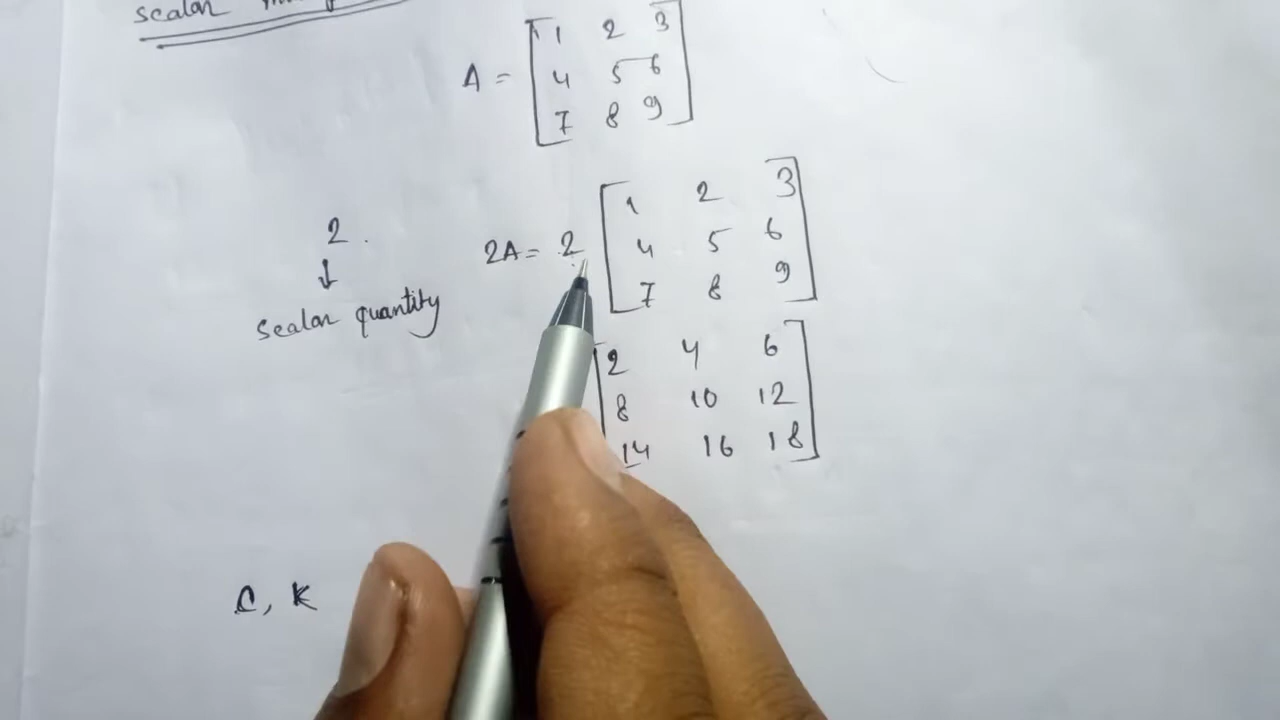 scalar
A = [1 2 3
4 5 6
7 8 9]
2A = 2 [1 2 3
4 5 6
7 8 9]
2.
↓
scalar quantity
[2 4 6
8 10 12
14 16 18]
C, K